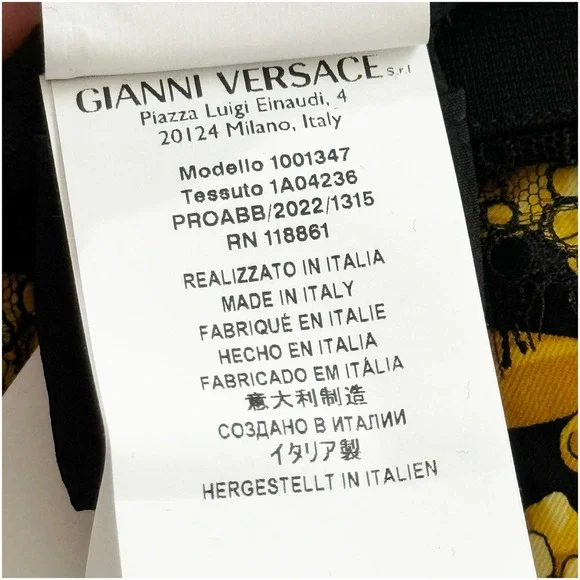 GIANNI VERSACE s.r.l
Piazza Luigi Einaudi, 4
20124 Milano, Italy
Modello 1001347
Tessuto 1A04236
PROABB/2022/1315
RN 118861
REALIZZATO IN ITALIA
MADE IN ITALY
FABRIQUÉ EN ITALIE
HECHO EN ITALIA
FABRICADO EM ITÁLIA
意大利制造
СОЗДАНО В ИТАЛИИ
イタリア製
HERGESTELLT IN ITALIEN